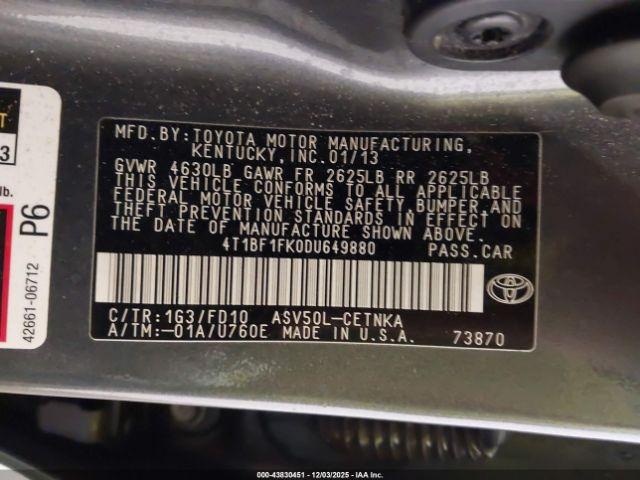 MFD.BY:TOYOTA MOTOR MANUFACTURING,
KENTUCKY,INC.01/13
GVWR 4630LB GAWR FR 2625LB RR 2625LB
THIS VEHICLE CONFORMS TO ALL APPLICABLE
FEDERAL MOTOR VEHICLE SAFETY,BUMPER,AND
THEFT PREVENTION STANDARDS IN EFFECT ON
THE DATE OF MANUFACTURE SHOWN ABOVE.
4T1BF1FK0DU649880 PASS.CAR
C/TR:1G3/FD10 ASV50L-CETNKA
A/TM:-01A/U760E MADE IN U.S.A. 73870
T
3
lb.
P6
42661-06712
000-43830451 - 12/03/2025 - IAA Inc.